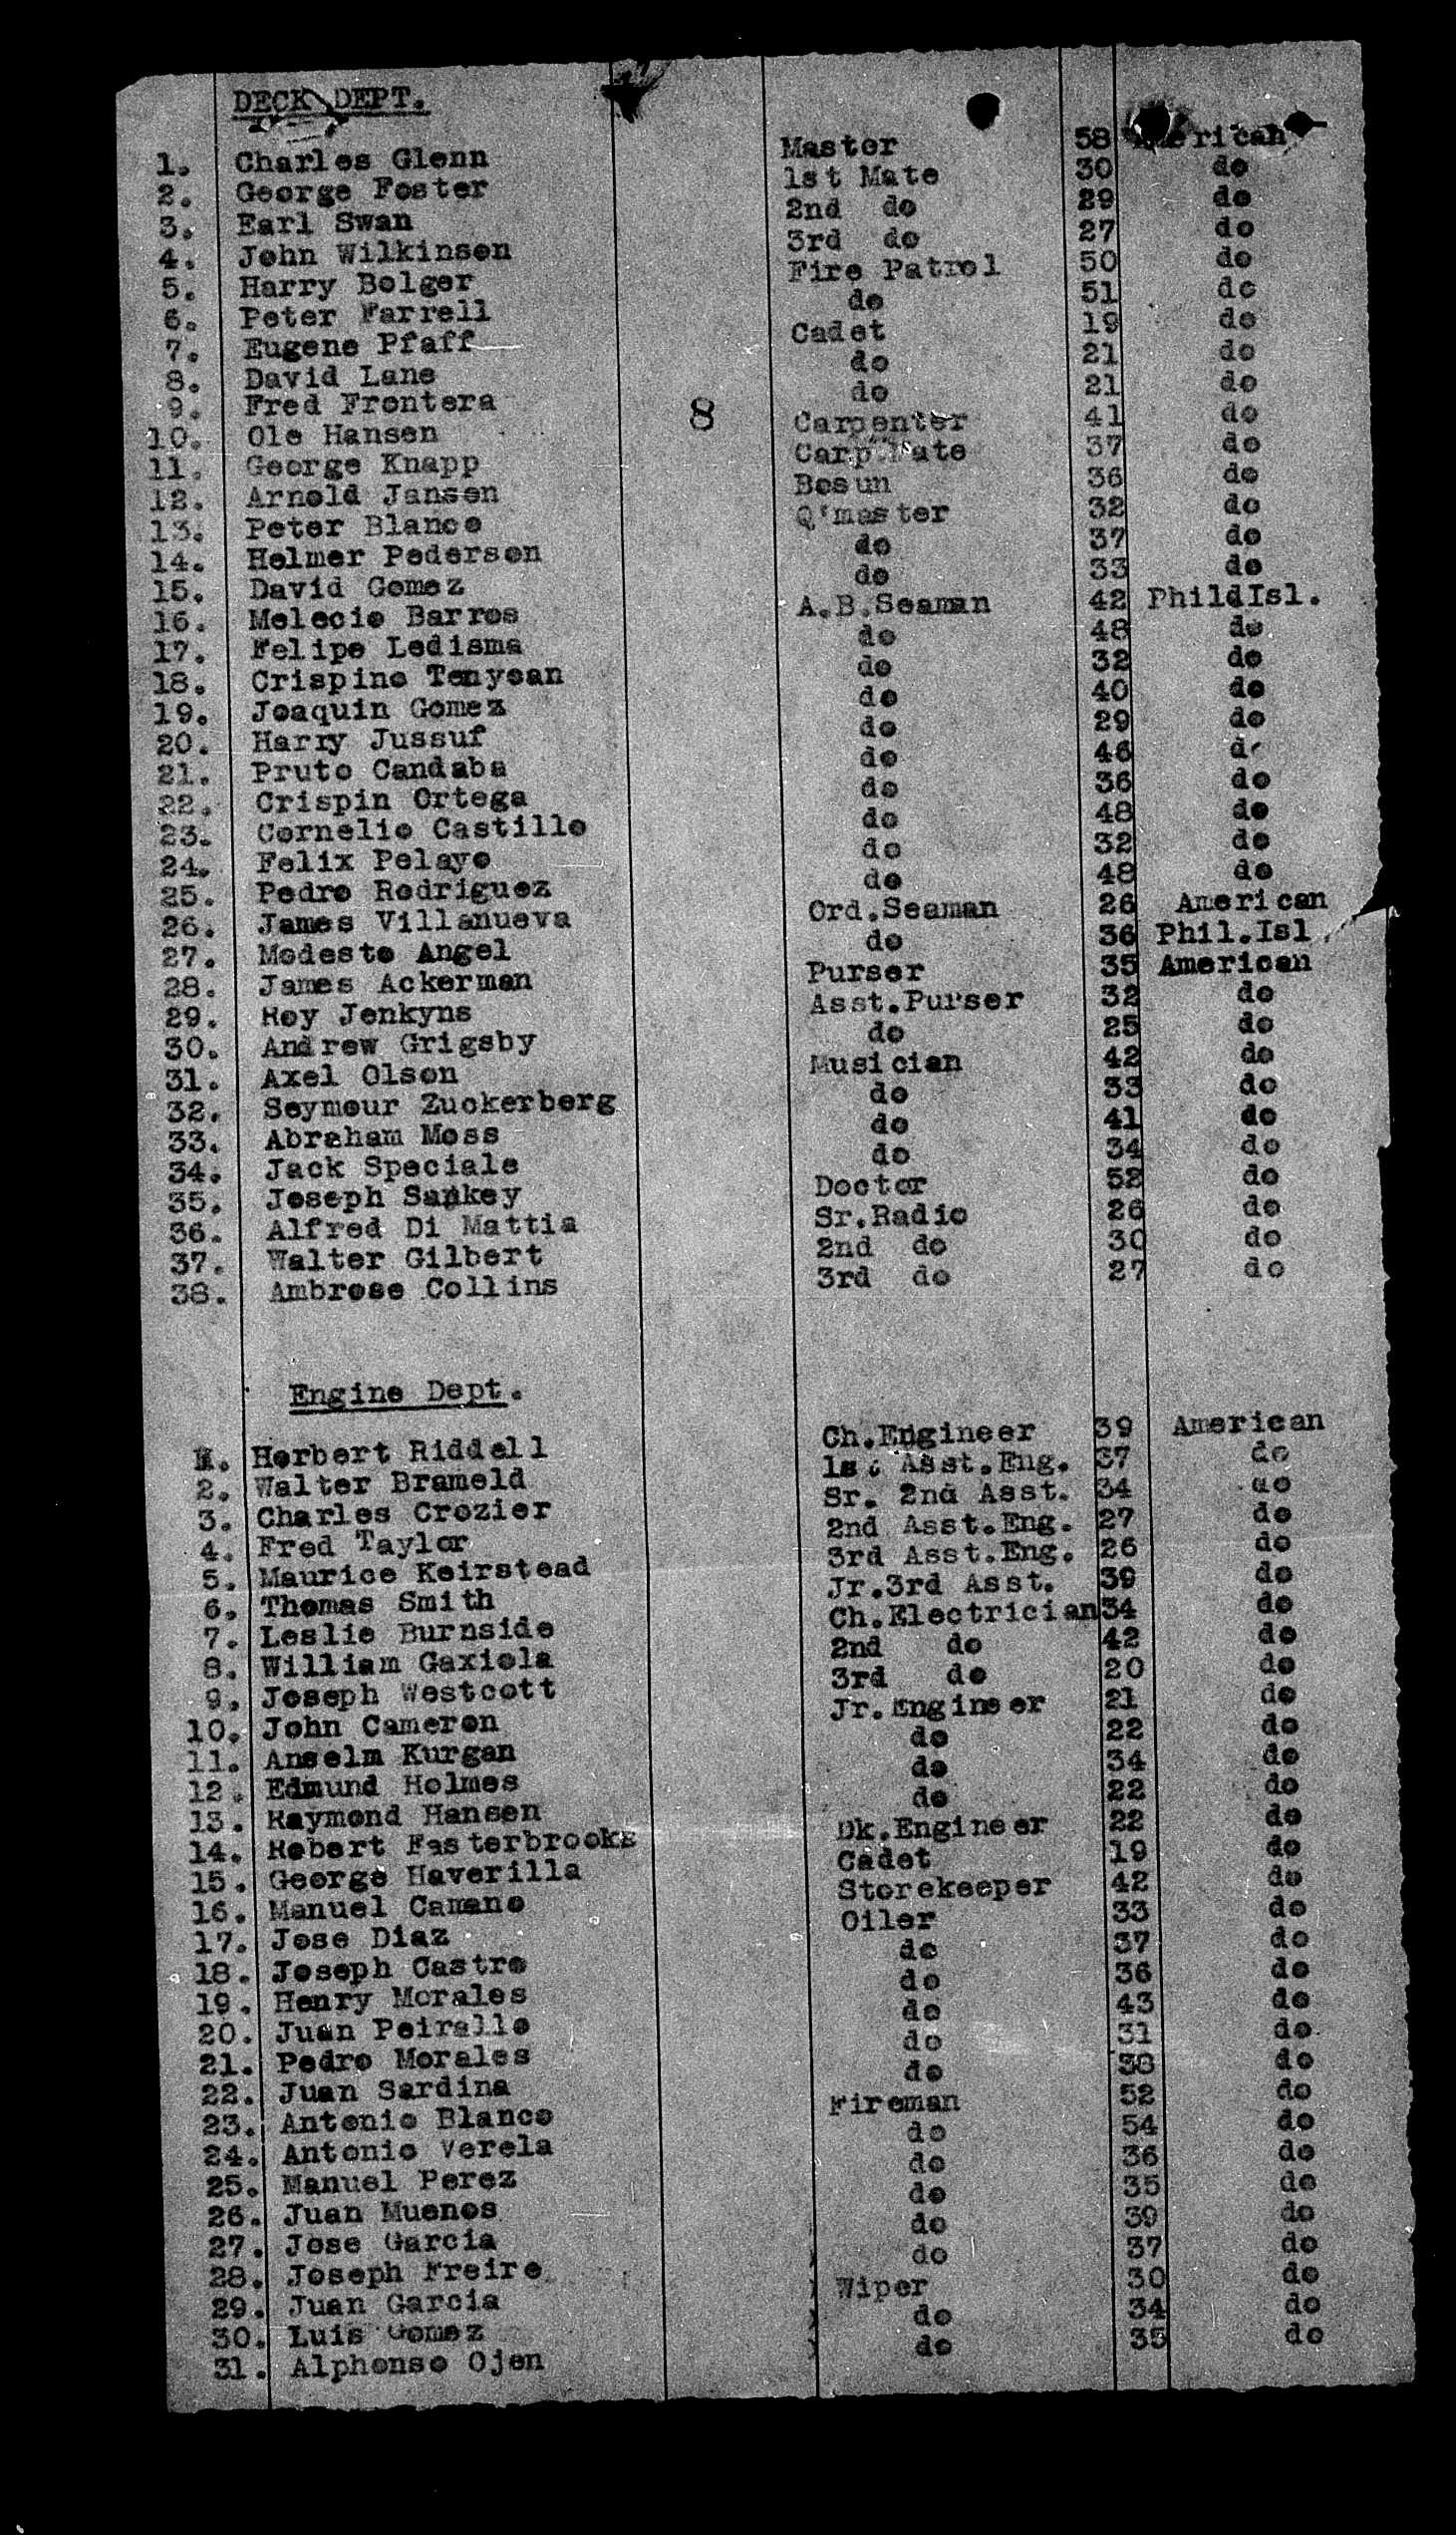 DECK DEPT.
1. Charles Glenn Master 58 American
2. George Foster 1st Mate 30 do
3. Earl Swan 2nd do 29 do
4. John Wilkinson 3rd do 27 do
5. Harry Bolger Fire Patrol 50 do
6. Peter Farrell do 51 do
7. Eugene Pfaff Cadet 19 do
8. David Lane do 21 do
9. Fred Frontera do 21 do
8
10. Ole Hansen Carpenter 41 do
11. George Knapp Carp Mate 37 do
12. Arnold Jansen Bosun 36 do
13. Peter Blanco Q'master 32 do
14. Helmer Pederson do 37 do
15. David Gomez do 33 do
16. Melecio Barros A.B.Seaman 42 PhildIsl.
17. Felipe Ledisma do 48 do
18. Crispino Tenyoan do 32 do
19. Joaquin Gomez do 40 do
20. Harry Jussuf do 29 do
21. Pruto Candaba do 46 do
22. Crispin Ortega do 36 do
23. Cornelio Castillo do 48 do
24. Felix Pelayo do 32 do
25. Pedro Rodriguez do 48 do
26. James Villanueva Ord.Seaman 26 American
27. Modesto Angel do 36 Phil.Isl.
28. James Ackerman Purser 35 American
29. Roy Jenkyns Asst.Purser 32 do
30. Andrew Grigsby do 25 do
31. Axel Olson Musician 42 do
32. Seymour Zuckerberg do 33 do
33. Abraham Moss do 41 do
34. Jack Speciale do 34 do
35. Joseph Sankey Doctor 52 do
36. Alfred Di Mattia Sr.Radio 26 do
37. Walter Gilbert 2nd do 30 do
38. Ambrose Collins 3rd do 27 do
Engine Dept.
1. Herbert Riddell Ch.Engineer 39 American
2. Walter Brameld 1st Asst.Eng. 37 do
3. Charles Crozier Sr. 2nd Asst. 34 do
4. Fred Taylor 2nd Asst.Eng. 27 do
5. Maurice Keirstead 3rd Asst.Eng. 26 do
6. Thomas Smith Jr.3rd Asst. 39 do
7. Leslie Burnside Ch.Electrician 34 do
8. William Gaxiola 2nd do 42 do
9. Joseph Westcott 3rd do 20 do
10. John Cameron Jr.Engineer 21 do
11. Anselm Kurgan do 22 do
12. Edmund Holmes do 34 do
13. Raymond Hansen do 22 do
14. Robert Easterbrooks Dk.Engineer 22 do
15. George Haverilla Cadet 19 do
16. Manuel Camano Storekeeper 42 do
17. Jose Diaz Oiler 33 do
18. Joseph Castro do 37 do
19. Henry Morales do 36 do
20. Juan Peirallo do 43 do
21. Pedro Morales do 31 do
22. Juan Sardina do 38 do
23. Antonio Blanco Fireman 52 do
24. Antonio Verela do 54 do
25. Manuel Perez do 36 do
26. Juan Muenos do 35 do
27. Jose Garcia do 39 do
28. Joseph Freire do 37 do
29. Juan Garcia Wiper 30 do
30. Luis Gomez do 34 do
31. Alphonso Ojen do 35 do